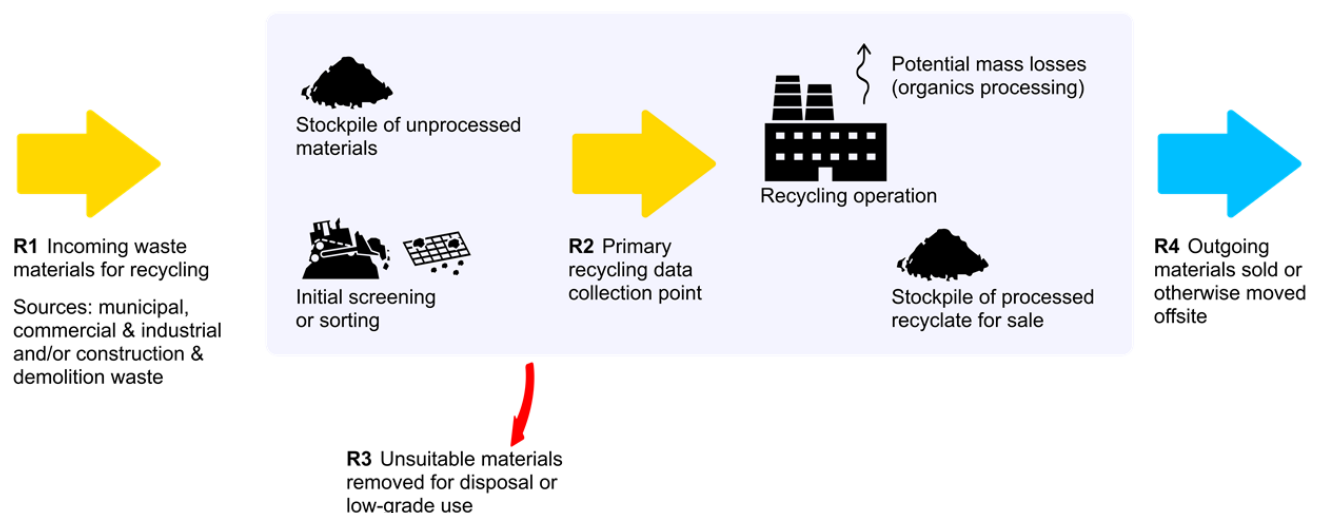 R1 Incoming waste
materials for recycling
Sources: municipal,
commercial & industrial
and/or construction &
demolition waste
Stockpile of unprocessed
materials
Initial screening
or sorting
R2 Primary
recycling data
collection point
Potential mass losses
(organics processing)
Recycling operation
Stockpile of processed
recyclate for sale
R4 Outgoing
materials sold or
otherwise moved
offsite
R3 Unsuitable materials
removed for disposal or
low-grade use